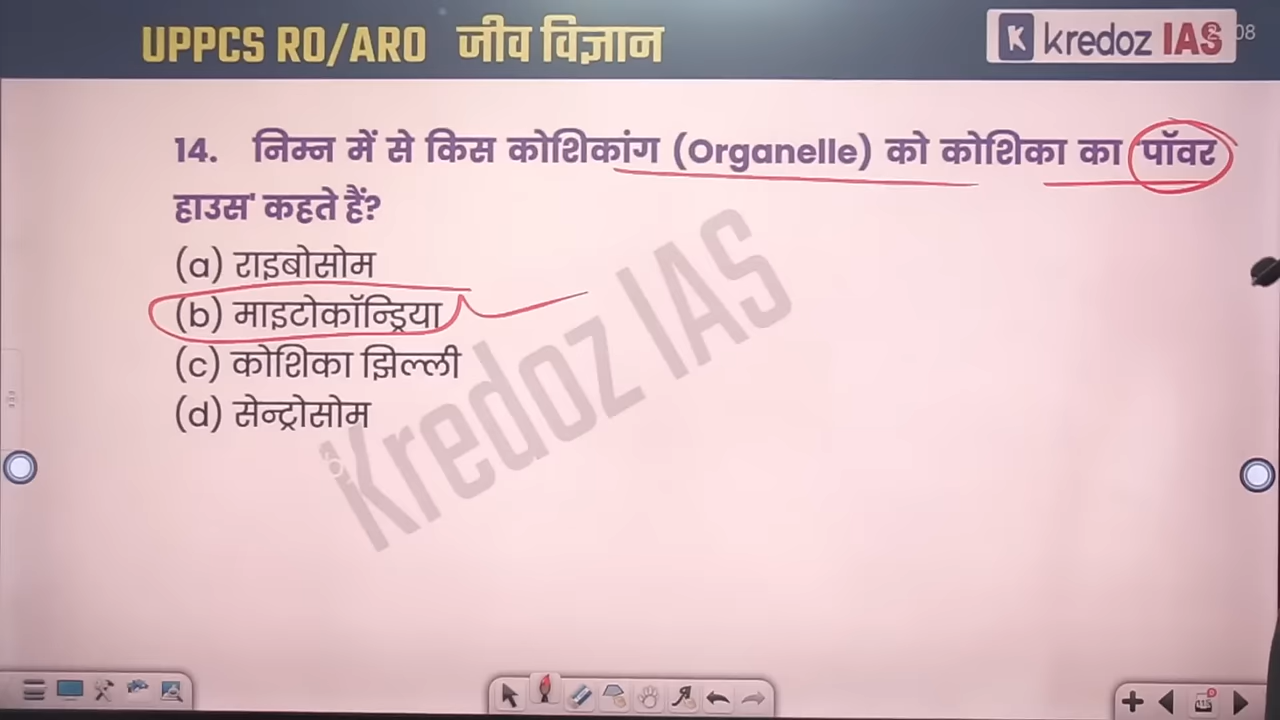 UPPCS RO/ARO जीव विज्ञान
K kredoz IAS
14. निम्न में से किस कोशिकांग (Organelle) को कोशिका का 'पॉवर
हाउस' कहते हैं?
(a) राइबोसोम
(b) माइटोकॉन्ड्रिया
(c) कोशिका झिल्ली
(d) सेन्ट्रोसोम
Kredoz IAS